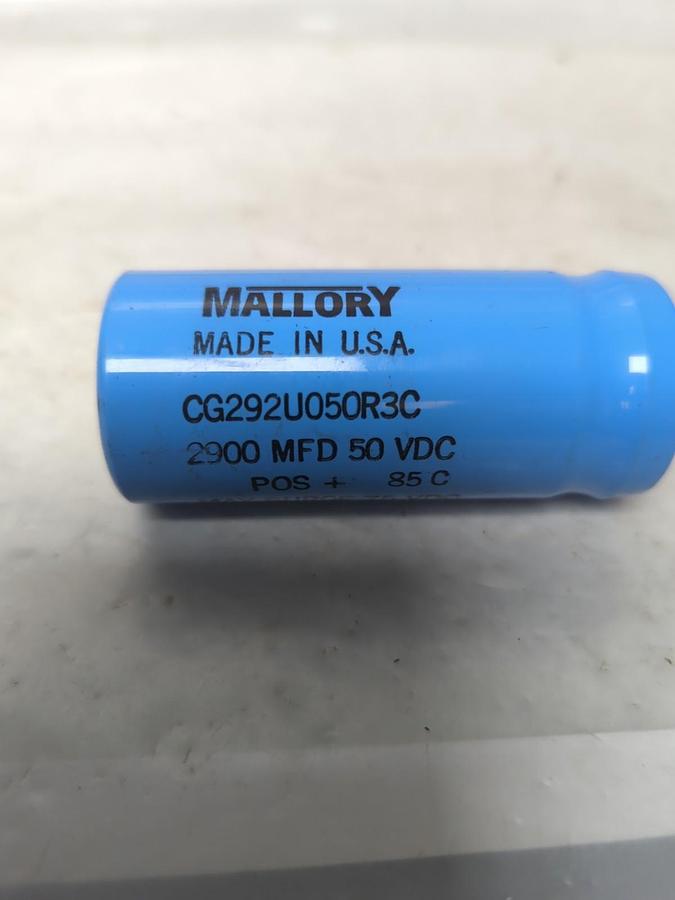 MALLORY
MADE IN U.S.A.
CG292U050R3C
2900 MFD 50 VDC
POS + 85 C